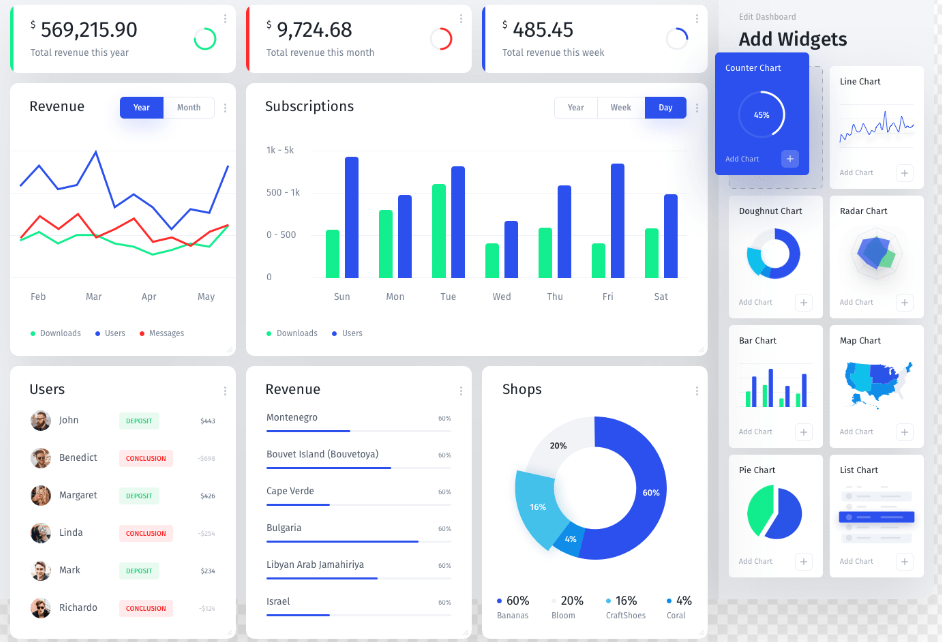 $ 569,215.90
Total revenue this year
$ 9,724.68
Total revenue this month
$ 485.45
Total revenue this week
Edit Dashboard
Add Widgets
Revenue
Year Month
Feb Mar Apr May
Downloads Users Messages
Subscriptions
Year Week Day
1k - 5k
500 - 1k
0 - 500
0
Sun Mon Tue Wed Thu Fri Sat
Downloads Users
Counter Chart
45%
Add Chart +
Line Chart
Add Chart +
Doughnut Chart
Add Chart +
Radar Chart
Add Chart +
Bar Chart
Add Chart +
Map Chart
Add Chart +
Pie Chart
Add Chart +
List Chart
Add Chart +
Users
John DEPOSIT $443
Benedict CONCLUSION -$698
Margaret DEPOSIT $426
Linda CONCLUSION -$254
Mark DEPOSIT $234
Richardo CONCLUSION -$124
Revenue
Montenegro 60%
Bouvet Island (Bouvetoya) 60%
Cape Verde 60%
Bulgaria 60%
Libyan Arab Jamahiriya 60%
Israel 60%
Shops
20%
60%
16%
4%
60% 20% 16% 4%
Bananas Bloom CraftShoes Coral